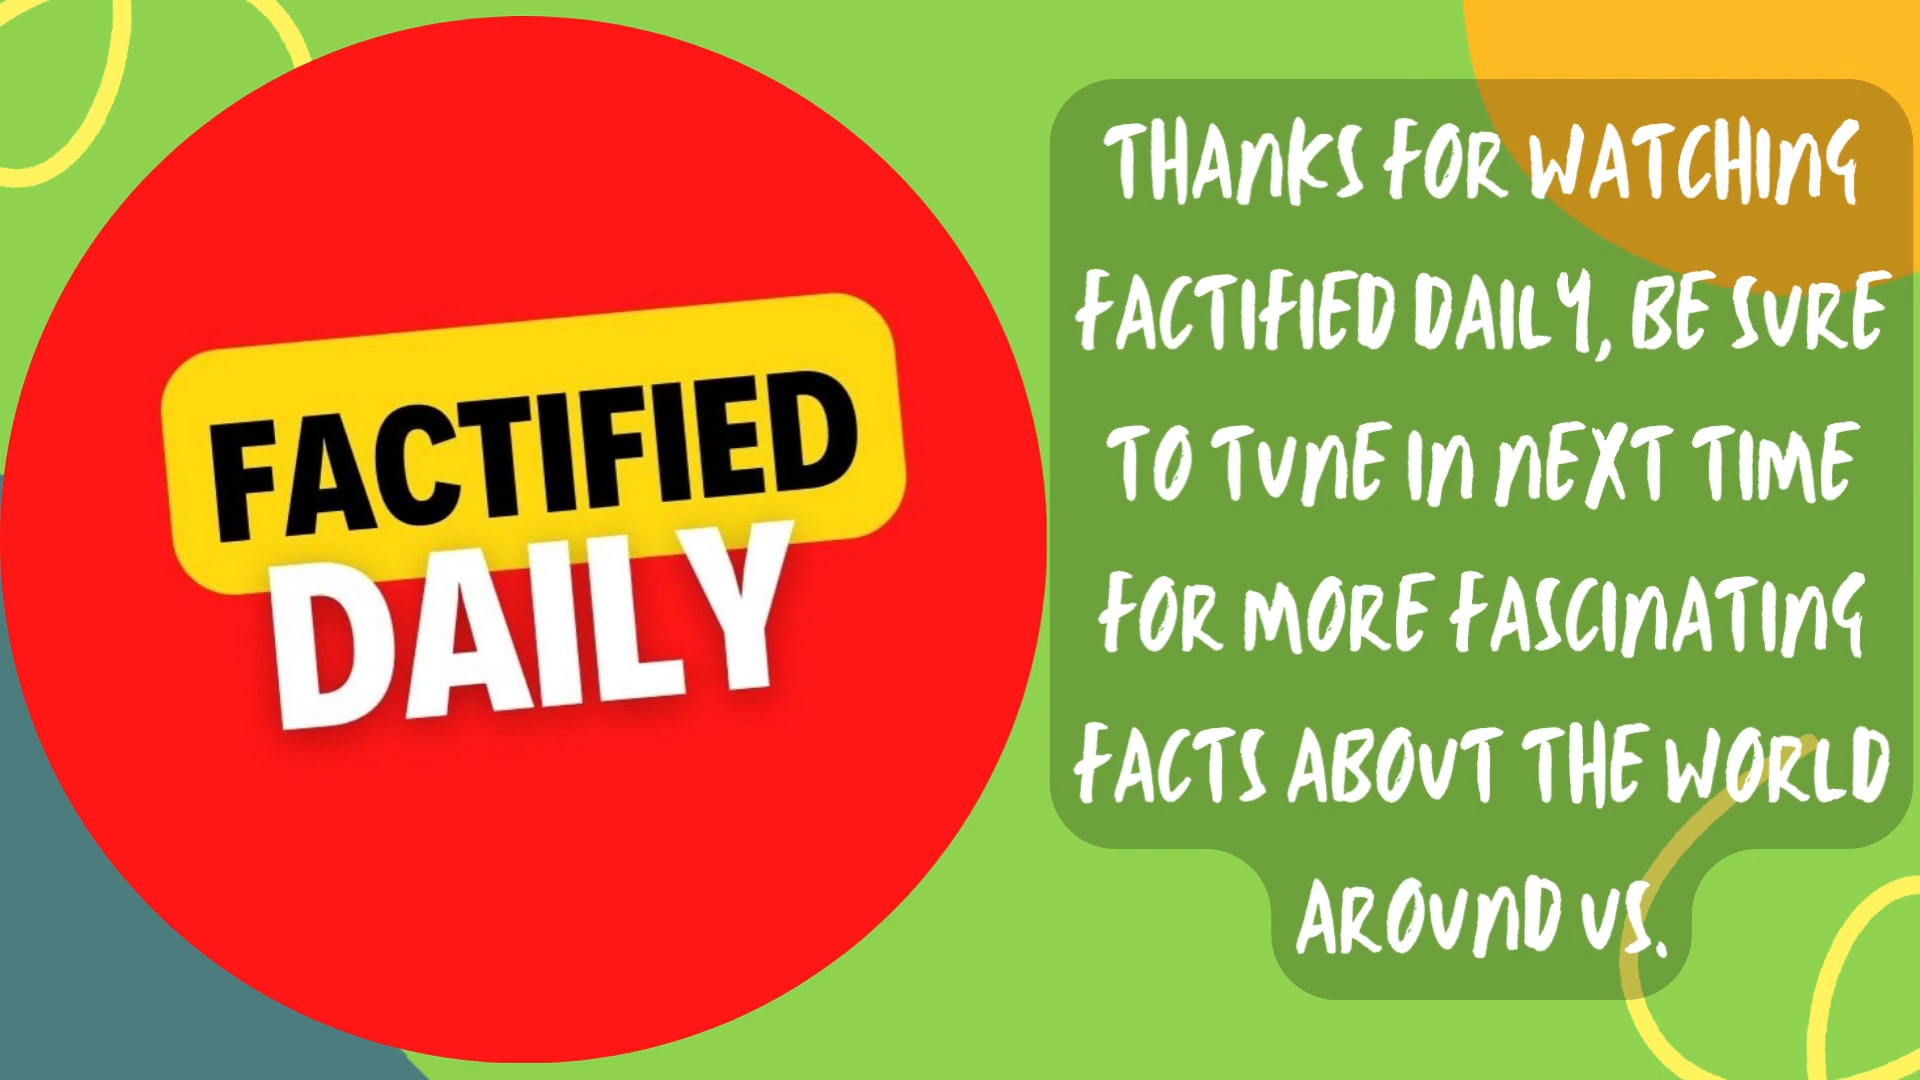 FACTIFIED
DAILY
THANKS FOR WATCHING
FACTIFIED DAILY, BE SURE
TO TUNE IN NEXT TIME
FOR MORE FASCINATING
FACTS ABOUT THE WORLD
AROUND US.